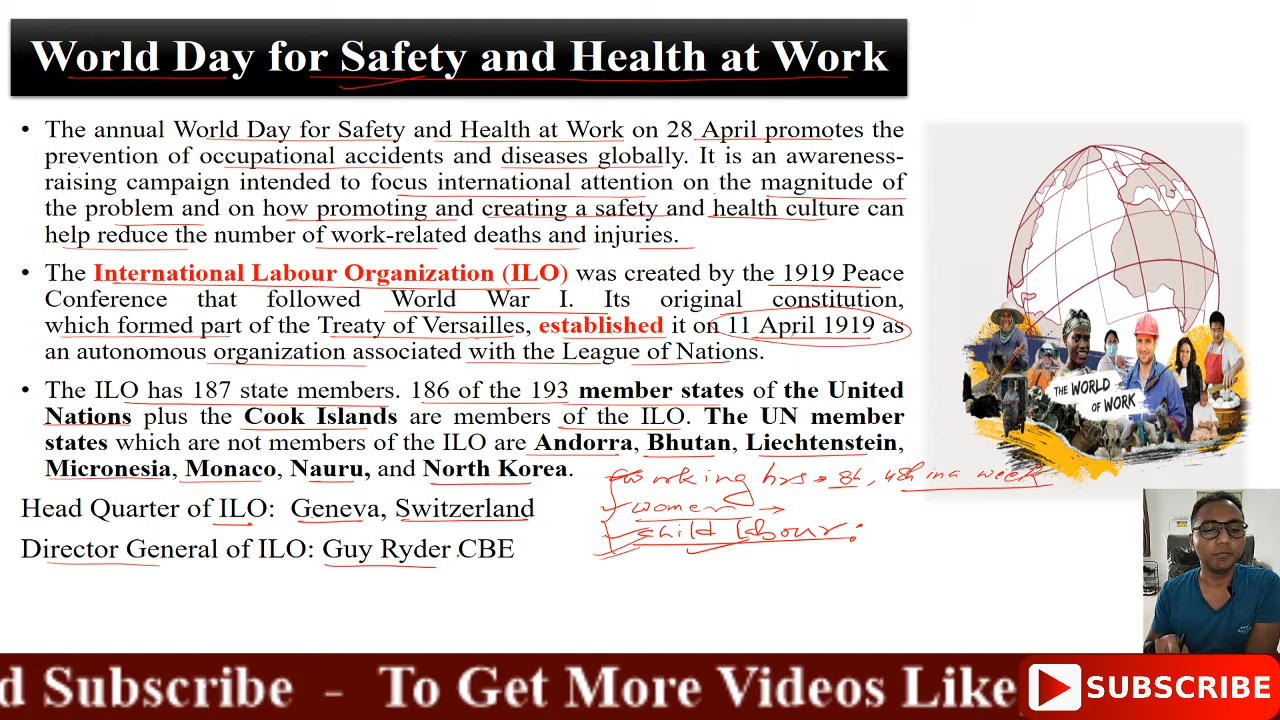 World Day for Safety and Health at Work
• The annual World Day for Safety and Health at Work on 28 April promotes the
prevention of occupational accidents and diseases globally. It is an awareness-
raising campaign intended to focus international attention on the magnitude of
the problem and on how promoting and creating a safety and health culture can
help reduce the number of work-related deaths and injuries.
• The International Labour Organization (ILO) was created by the 1919 Peace
Conference that followed World War I. Its original constitution,
which formed part of the Treaty of Versailles, established it on 11 April 1919 as
an autonomous organization associated with the League of Nations.
THE WORLD
OF WORK
• The ILO has 187 state members. 186 of the 193 member states of the United
Nations plus the Cook Islands are members of the ILO. The UN member
states which are not members of the ILO are Andorra, Bhutan, Liechtenstein,
Micronesia, Monaco, Nauru, and North Korea.
working hrs → 8h, 48h in a week
women →
child labour:
Head Quarter of ILO: Geneva, Switzerland
Director General of ILO: Guy Ryder CBE
d Subscribe - To Get More Videos Like
SUBSCRIBE